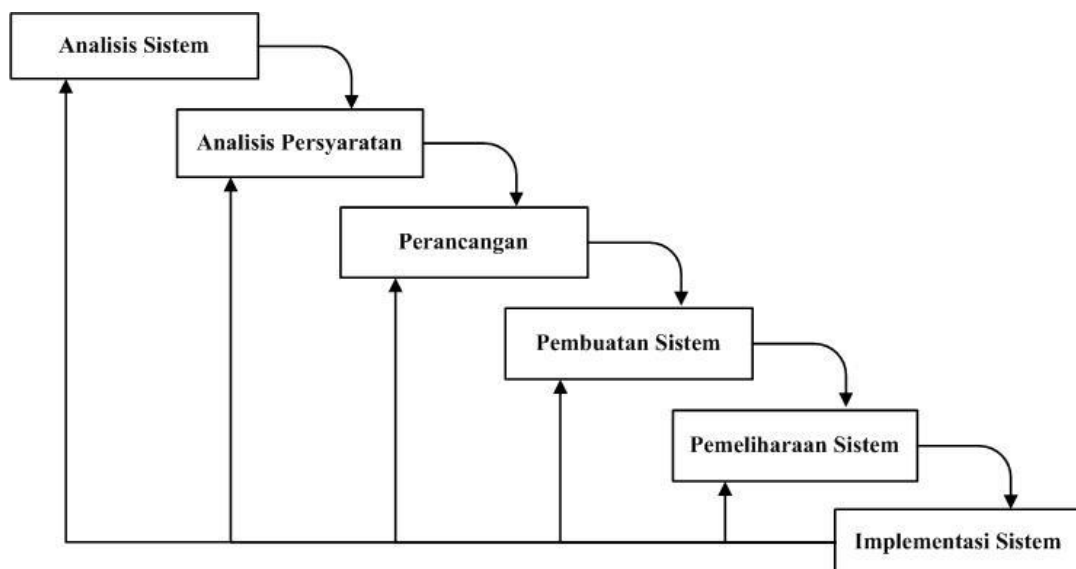 Analisis Sistem
Analisis Persyaratan
Perancangan
Pembuatan Sistem
Pemeliharaan Sistem
Implementasi Sistem